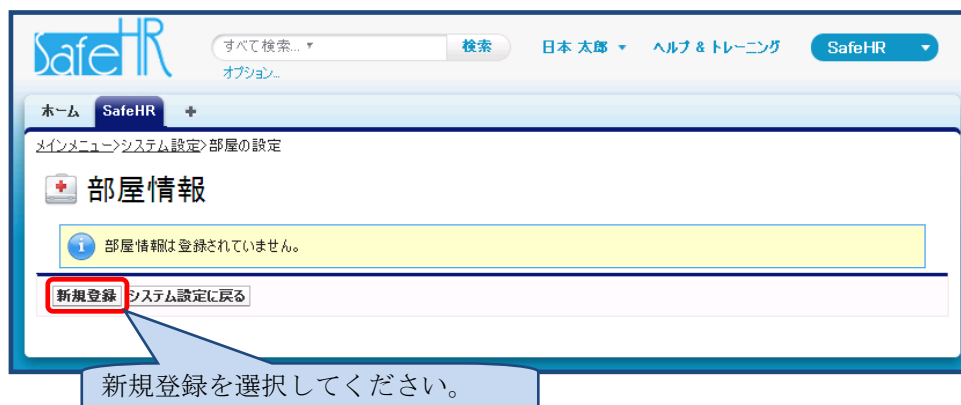 SafeHR
すべて検索...
検索
日本 太郎
ヘルプ & トレーニング
SafeHR
オプション...
ホーム
SafeHR
+
メインメニュー>システム設定>部屋の設定
部屋情報
部屋情報は登録されていません。
新規登録
システム設定に戻る
新規登録を選択してください。